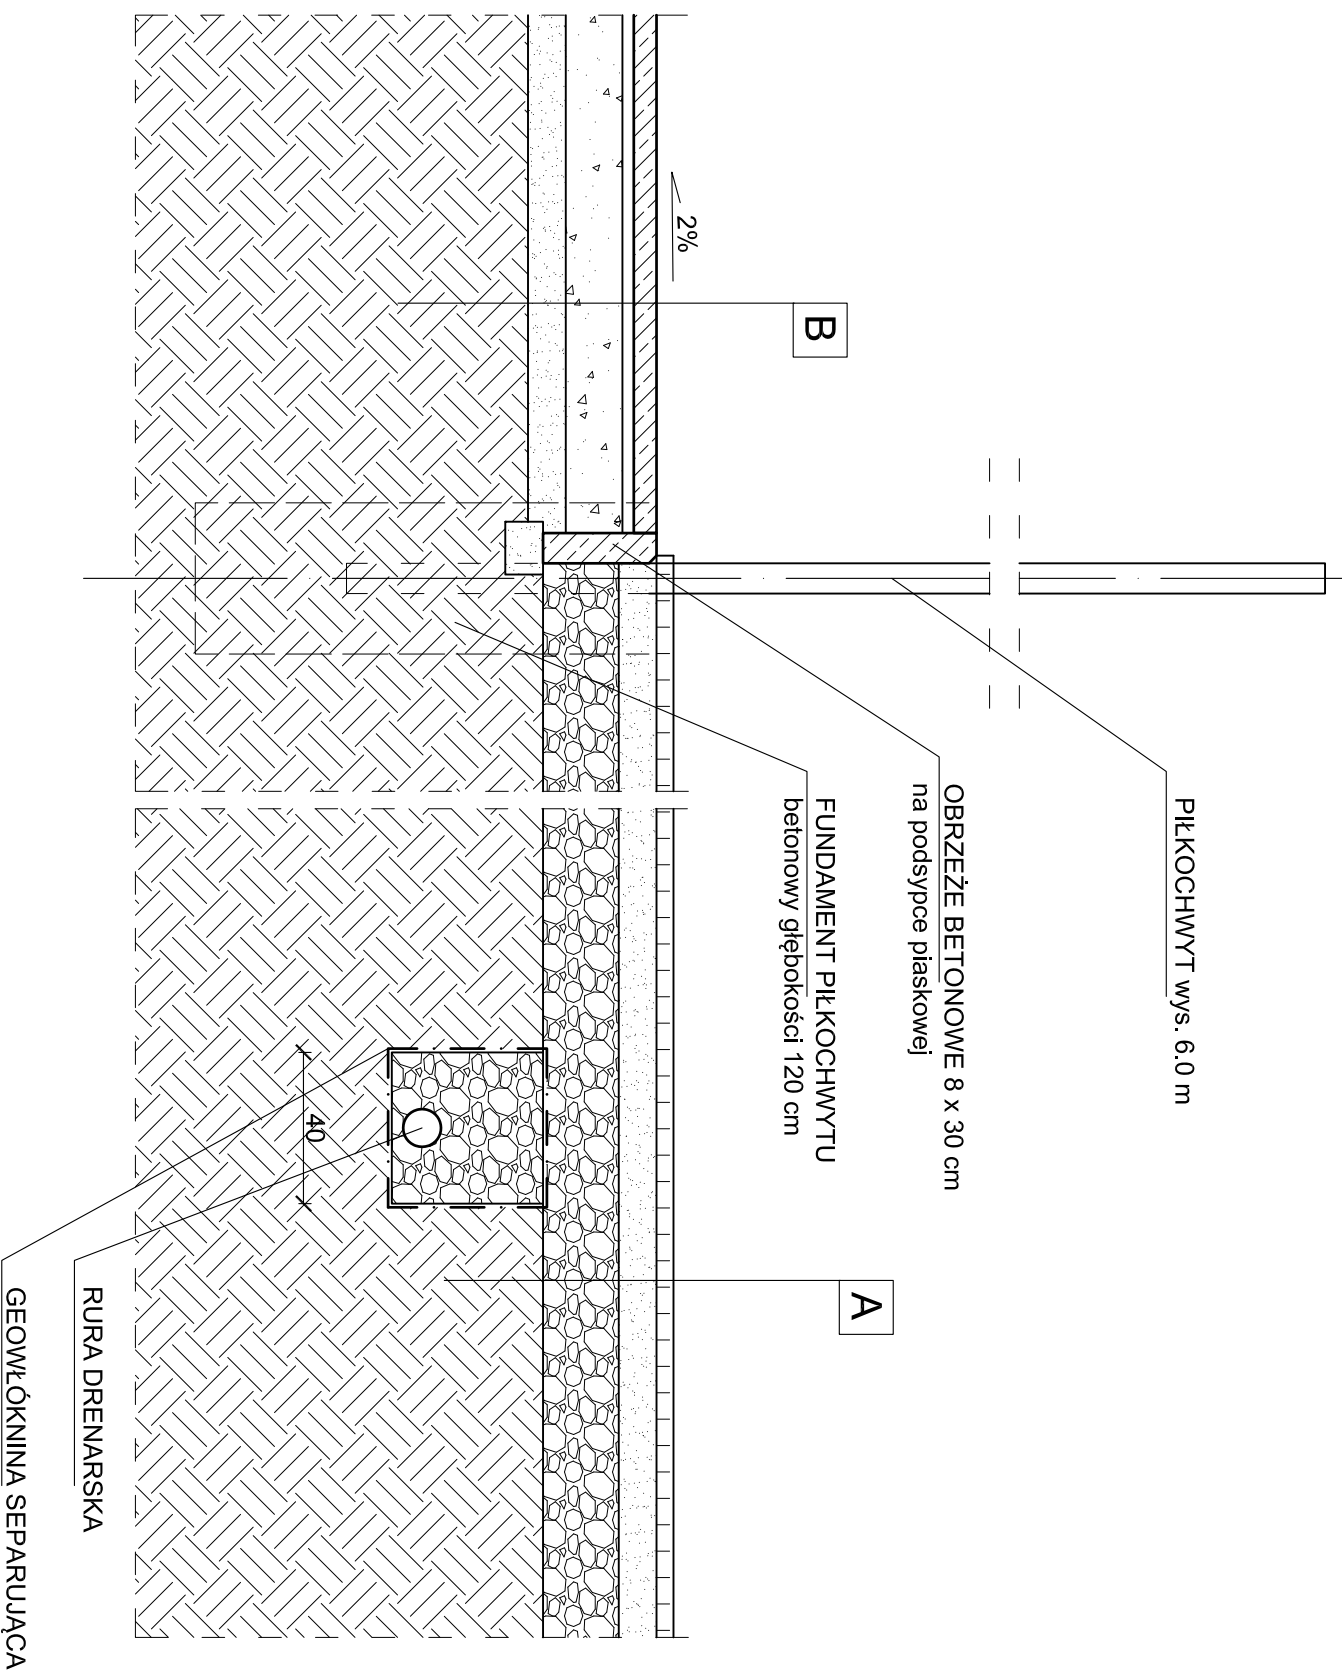 PIŁKOCHWYT wys. 6.0 m
OBRZEŻE BETONOWE 8 x 30 cm
na podsypce piaskowej
A
B
FUNDAMENT PIŁKOCHWYTU
betonowy głębokości 120 cm
2%
40
RURA DRENARSKA
GEOWŁÓKNINA SEPARUJĄCA